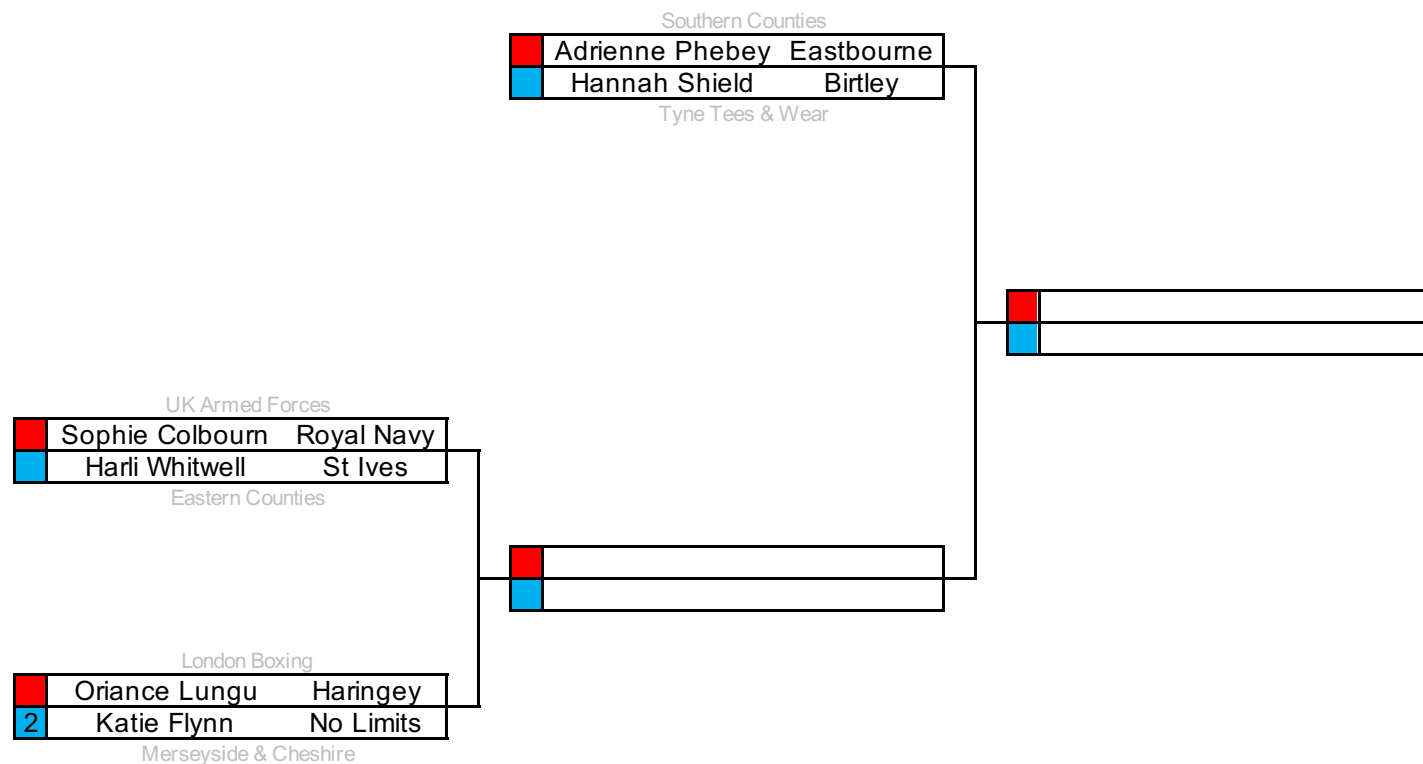 Southern Counties
Adrienne Phebey Eastbourne
Hannah Shield Birtley
Tyne Tees & Wear
UK Armed Forces
Sophie Colbourn Royal Navy
Harli Whitwell St Ives
Eastern Counties
London Boxing
Oriance Lungu Haringey
2 Katie Flynn No Limits
Merseyside & Cheshire